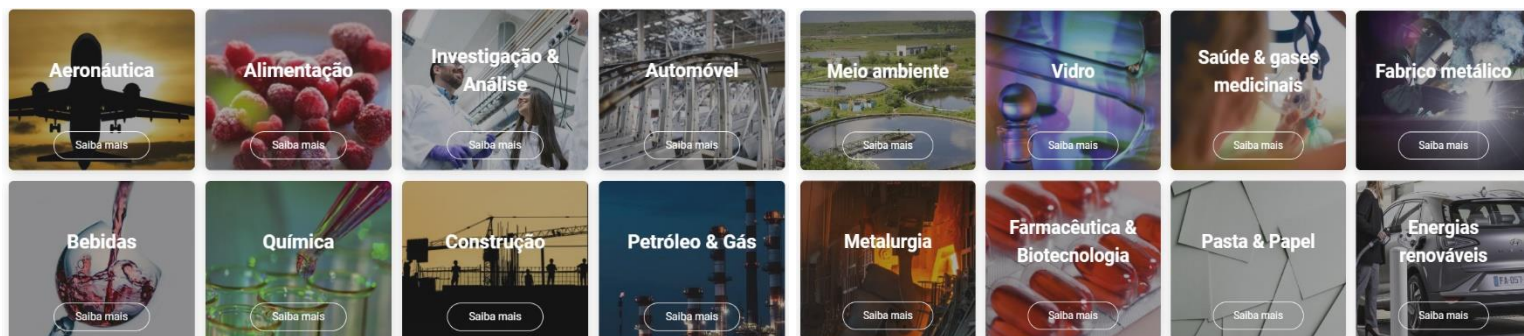 Aeronáutica
Saiba mais
Alimentação
Saiba mais
Investigação &
Análise
Saiba mais
Automóvel
Saiba mais
Meio ambiente
Saiba mais
Vidro
Saiba mais
Saúde & gases
medicinais
Saiba mais
Fabrico metálico
Saiba mais
Bebidas
Saiba mais
Química
Saiba mais
Construção
Saiba mais
Petróleo & Gás
Saiba mais
Metalurgia
Saiba mais
Farmacêutica &
Biotecnologia
Saiba mais
Pasta & Papel
Saiba mais
Energias
renováveis
Saiba mais